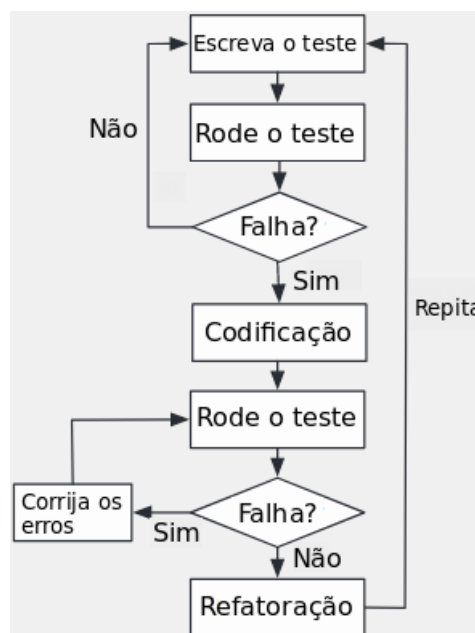 Escreva o teste
Não
Rode o teste
Falha?
Sim
Repita
Codificação
Rode o teste
Corrija os
erros
Falha?
Sim
Não
Refatoração